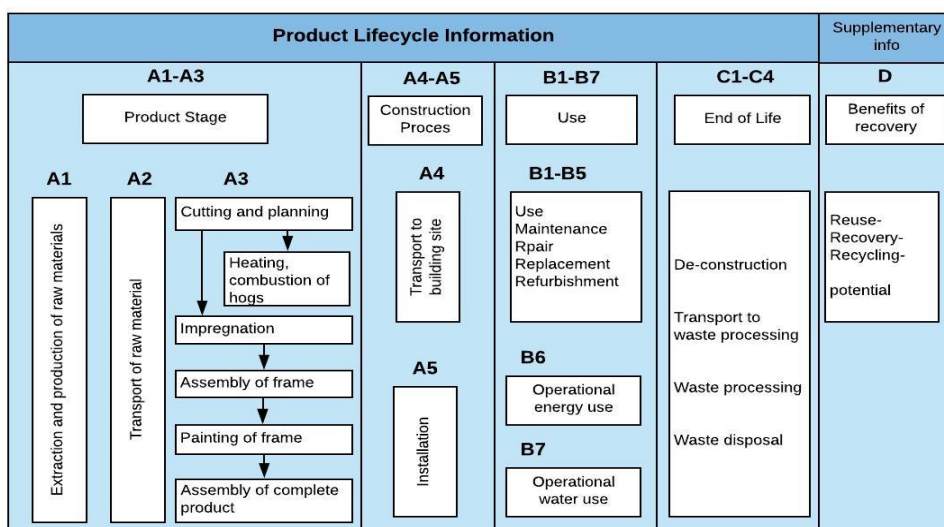 Product Lifecycle Information
Supplementary
info
A1-A3
A4-A5
B1-B7
C1-C4
D
Product Stage
Construction
Proces
Use
End of Life
Benefits of
recovery
A1
Extraction and production of raw materials
A2
Transport of raw material
A3
Cutting and planning
Heating,
combustion of
hogs
Impregnation
Assembly of frame
Painting of frame
Assembly of complete
product
A4
Transport to
building site
A5
Installation
B1-B5
Use
Maintenance
Rpair
Replacement
Refurbishment
B6
Operational
energy use
B7
Operational
water use
De-construction
Transport to
waste processing
Waste processing
Waste disposal
Reuse-
Recovery-
Recycling-
potential